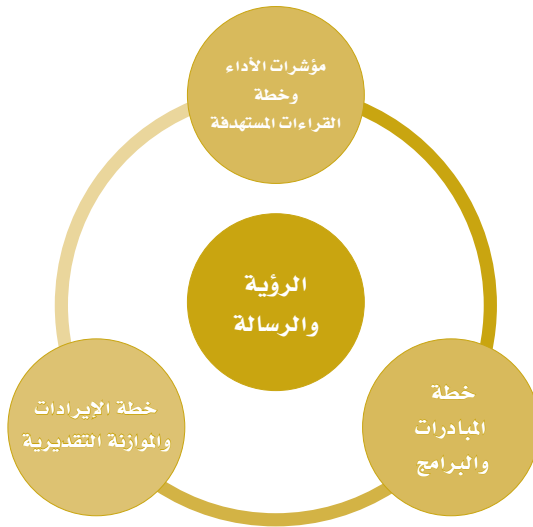 مؤشرات الأداء
وخطة
القراءات المستهدفة
الرؤية
والرسالة
خطة
المبادرات
والبرامج
خطة الإيرادات
والموازنة التقديرية